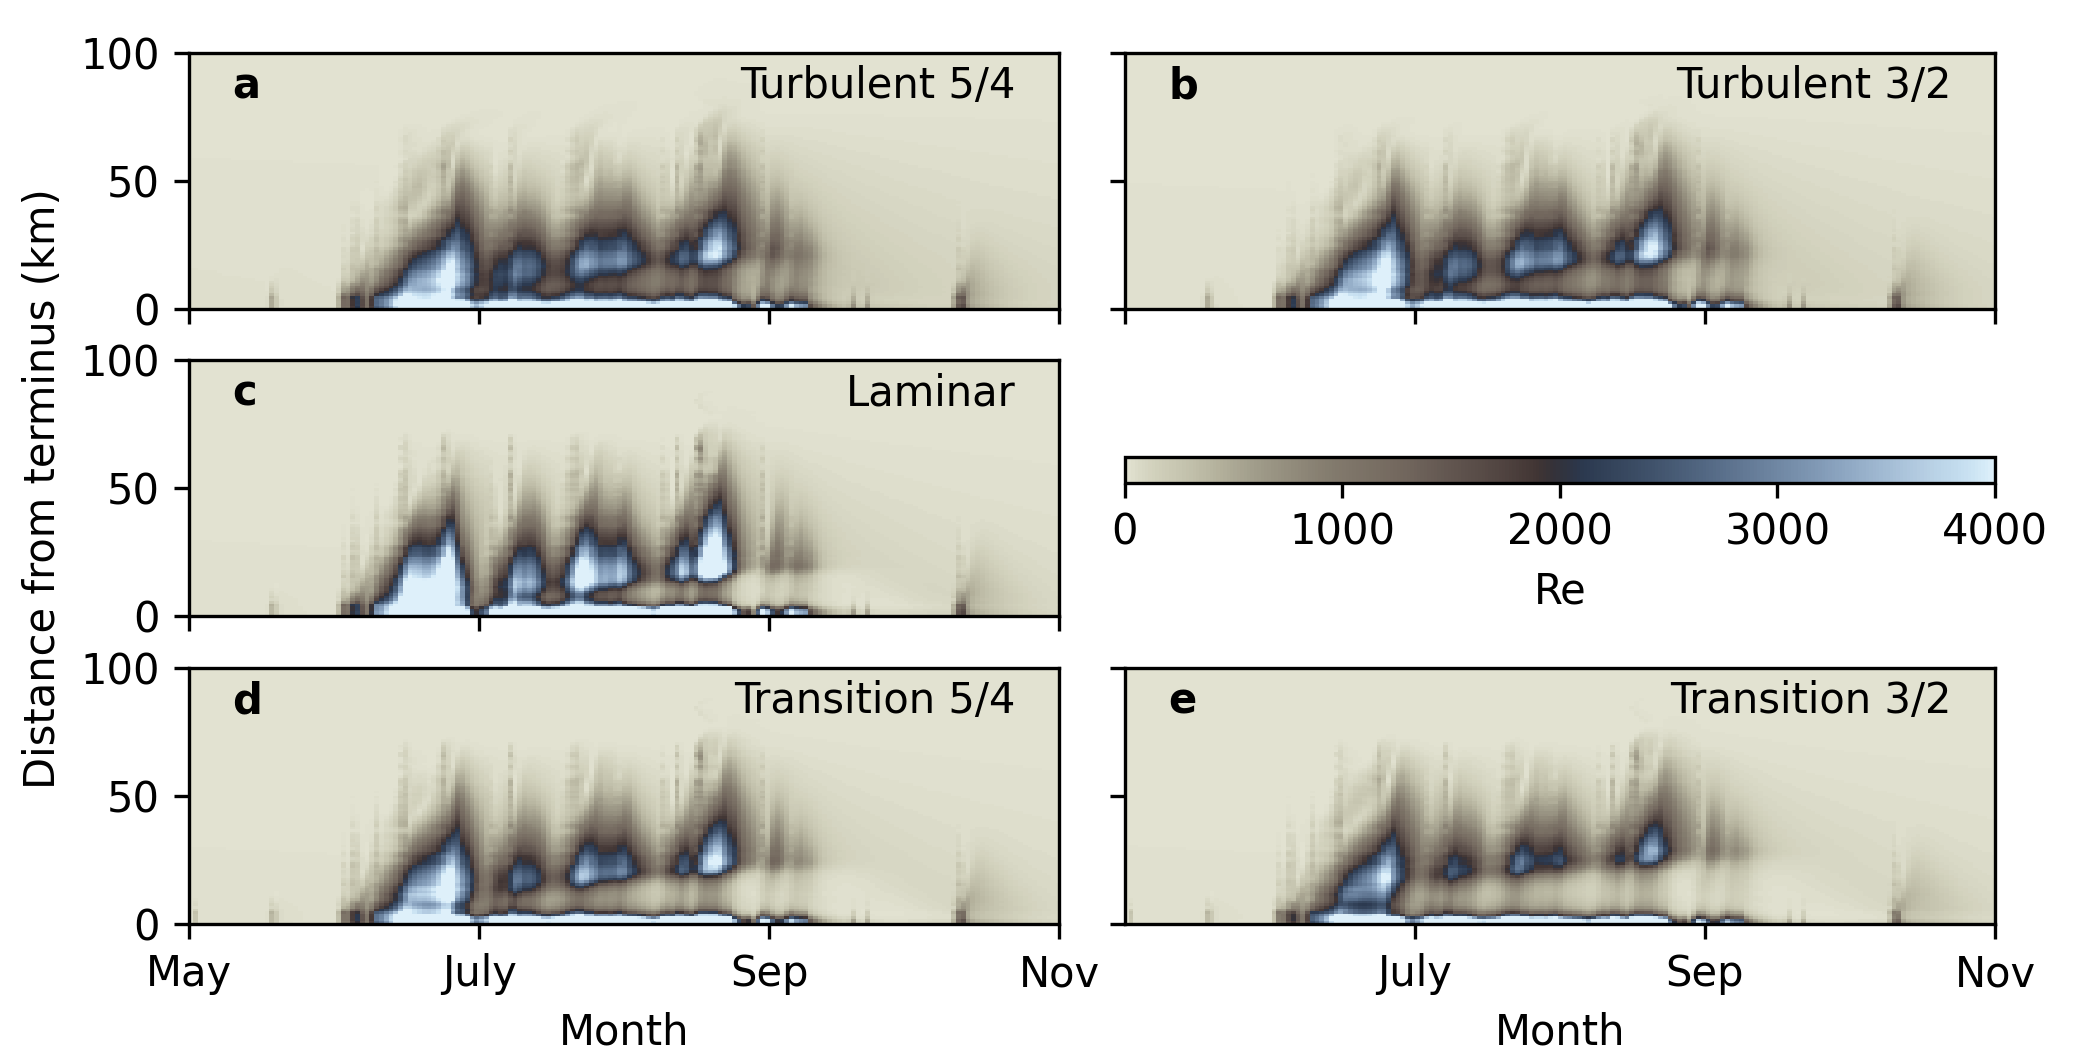 100
a
Turbulent 5/4
b
Turbulent 3/2
50
0
100
c
Laminar
50
0
0
1000
2000
3000
4000
Re
100
d
Transition 5/4
e
Transition 3/2
50
0
May
July
Sep
Nov
July
Sep
Nov
Month
Month
Distance from terminus (km)